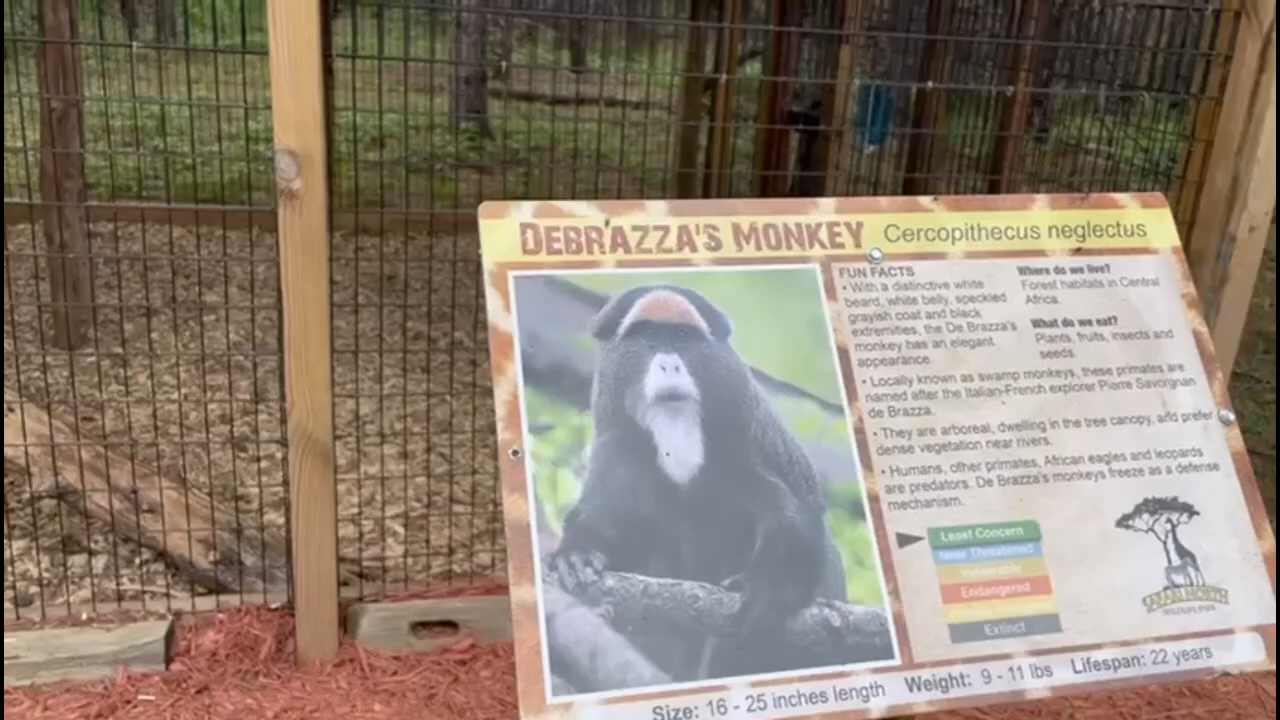 DEBRAZZA'S MONKEY Cercopithecus neglectus
FUN FACTS
• With a distinctive white
beard, white belly, speckled
grayish coat and black
extremities, the De Brazza's
monkey has an elegant
appearance.
Where do we live?
Forest habitats in Central
Africa.
What do we eat?
Plants, fruits, insects and
seeds.
• Locally known as swamp monkeys, these primates are
named after the Italian-French explorer Pierre Savorgnan
de Brazza.
• They are arboreal, dwelling in the tree canopy, and prefer
dense vegetation near rivers.
• Humans, other primates, African eagles and leopards
are predators. De Brazza's monkeys freeze as a defense
mechanism.
Least Concern
Near Threatened
Vulnerable
Endangered
Extinct
SAFARI NORTH
WILDLIFE PARK
Size: 16 - 25 inches length Weight: 9 - 11 lbs Lifespan: 22 years